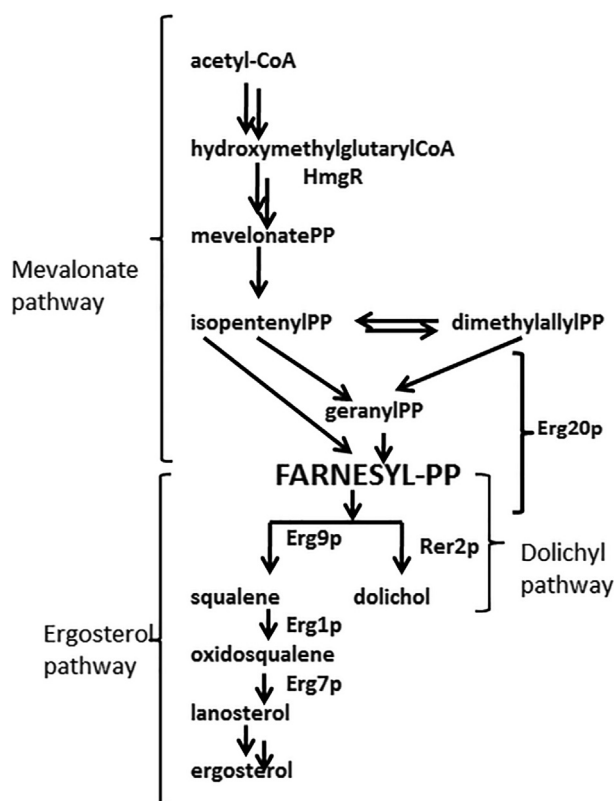 acetyl-CoA
hydroxymethylglutarylCoA
HmgR
mevelonatePP
Mevalonate
pathway
isopentenylPP
dimethylallylPP
geranylPP
Erg20p
FARNESYL-PP
Erg9p
Rer2p
Dolichyl
pathway
squalene
dolichol
Erg1p
Ergosterol
pathway
oxidosqualene
Erg7p
lanosterol
ergosterol